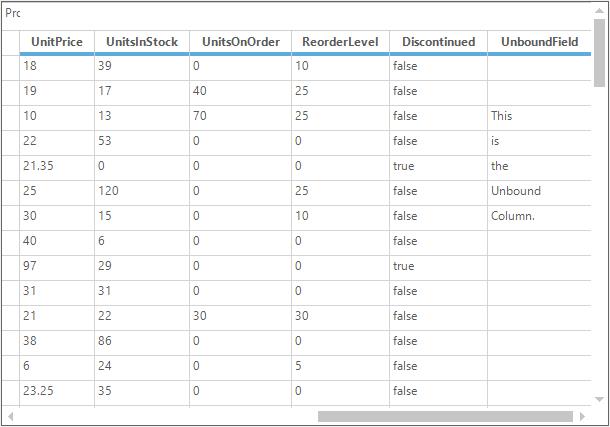 Pro
UnitPrice UnitsInStock UnitsOnOrder ReorderLevel Discontinued UnboundField
18 39 0 10 false
19 17 40 25 false
10 13 70 25 false This
22 53 0 0 false is
21.35 0 0 0 true the
25 120 0 25 false Unbound
30 15 0 10 false Column.
40 6 0 0 false
97 29 0 0 true
31 31 0 0 false
21 22 30 30 false
38 86 0 0 false
6 24 0 5 false
23.25 35 0 0 false